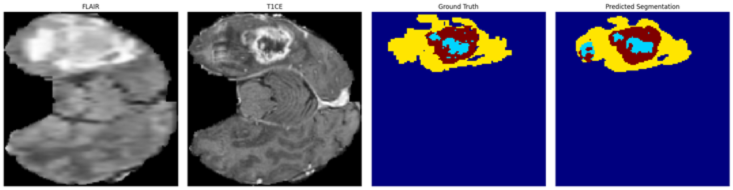 FLAIR
T1CE
Ground Truth
Predicted Segmentation